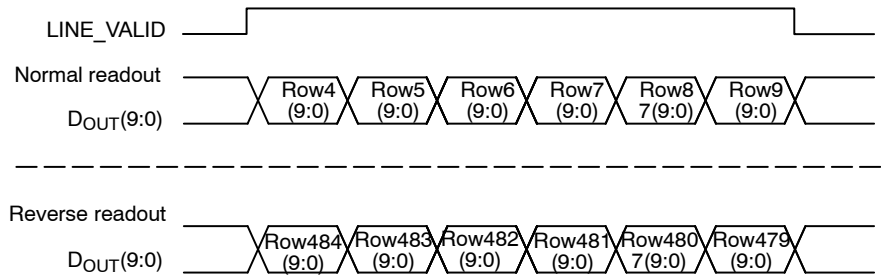 LINE_VALID
Normal readout
D_OUT(9:0)
Row4 (9:0)
Row5 (9:0)
Row6 (9:0)
Row7 (9:0)
Row8 7(9:0)
Row9 (9:0)
Reverse readout
D_OUT(9:0)
Row484 (9:0)
Row483 (9:0)
Row482 (9:0)
Row481 (9:0)
Row480 7(9:0)
Row479 (9:0)